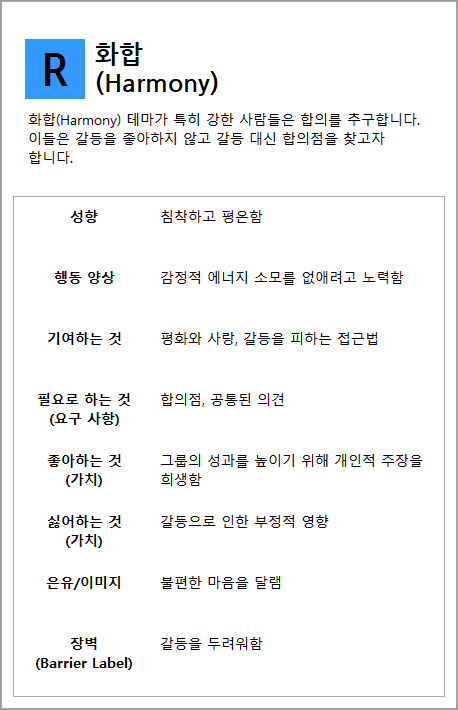 R
화합
(Harmony)
화합(Harmony) 테마가 특히 강한 사람들은 합의를 추구합니다.
이들은 갈등을 좋아하지 않고 갈등 대신 합의점을 찾고자
합니다.
성향 침착하고 평온함
행동 양상 감정적 에너지 소모를 없애려고 노력함
기여하는 것 평화와 사랑, 갈등을 피하는 접근법
필요로 하는 것 합의점, 공통된 의견
(요구 사항)
좋아하는 것 그룹의 성과를 높이기 위해 개인적 주장을
(가치) 희생함
싫어하는 것 갈등으로 인한 부정적 영향
(가치)
은유/이미지 불편한 마음을 달램
장벽 갈등을 두려워함
(Barrier Label)